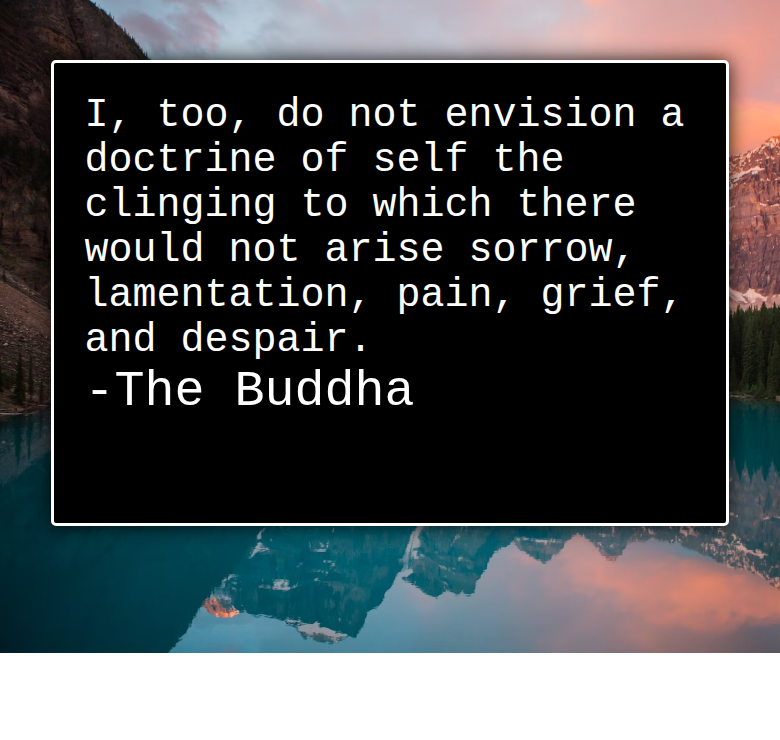 I, too, do not envision a
doctrine of self the
clinging to which there
would not arise sorrow,
lamentation, pain, grief,
and despair.
-The Buddha